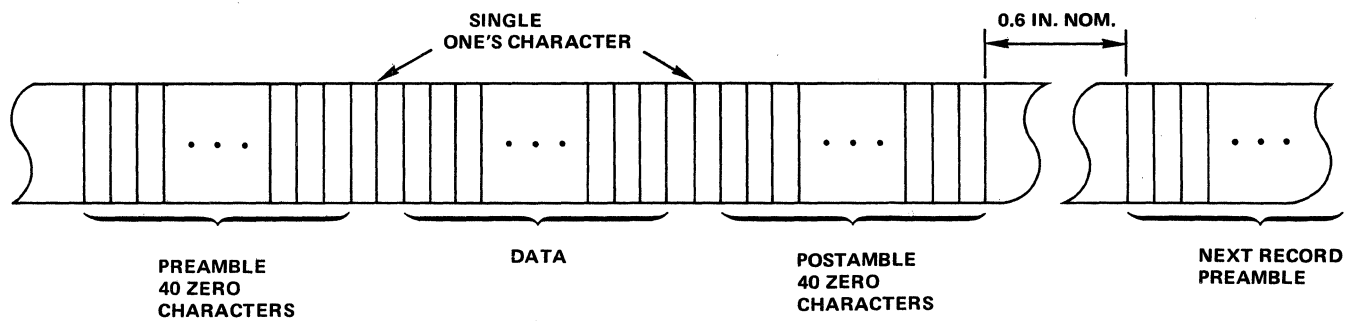 SINGLE
ONE'S CHARACTER
0.6 IN. NOM.
PREAMBLE
40 ZERO
CHARACTERS
DATA
POSTAMBLE
40 ZERO
CHARACTERS
NEXT RECORD
PREAMBLE